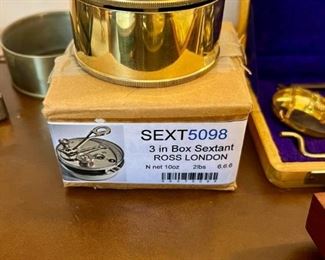 SEXT5098
3 in Box Sextant
ROSS LONDON
N net 10oz 2lbs 6.6.6